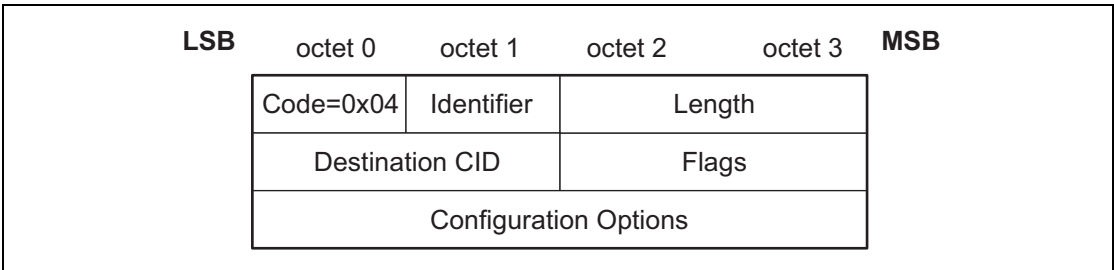 LSB octet 0 octet 1 octet 2 octet 3 MSB
Code=0x04 Identifier Length
Destination CID Flags
Configuration Options